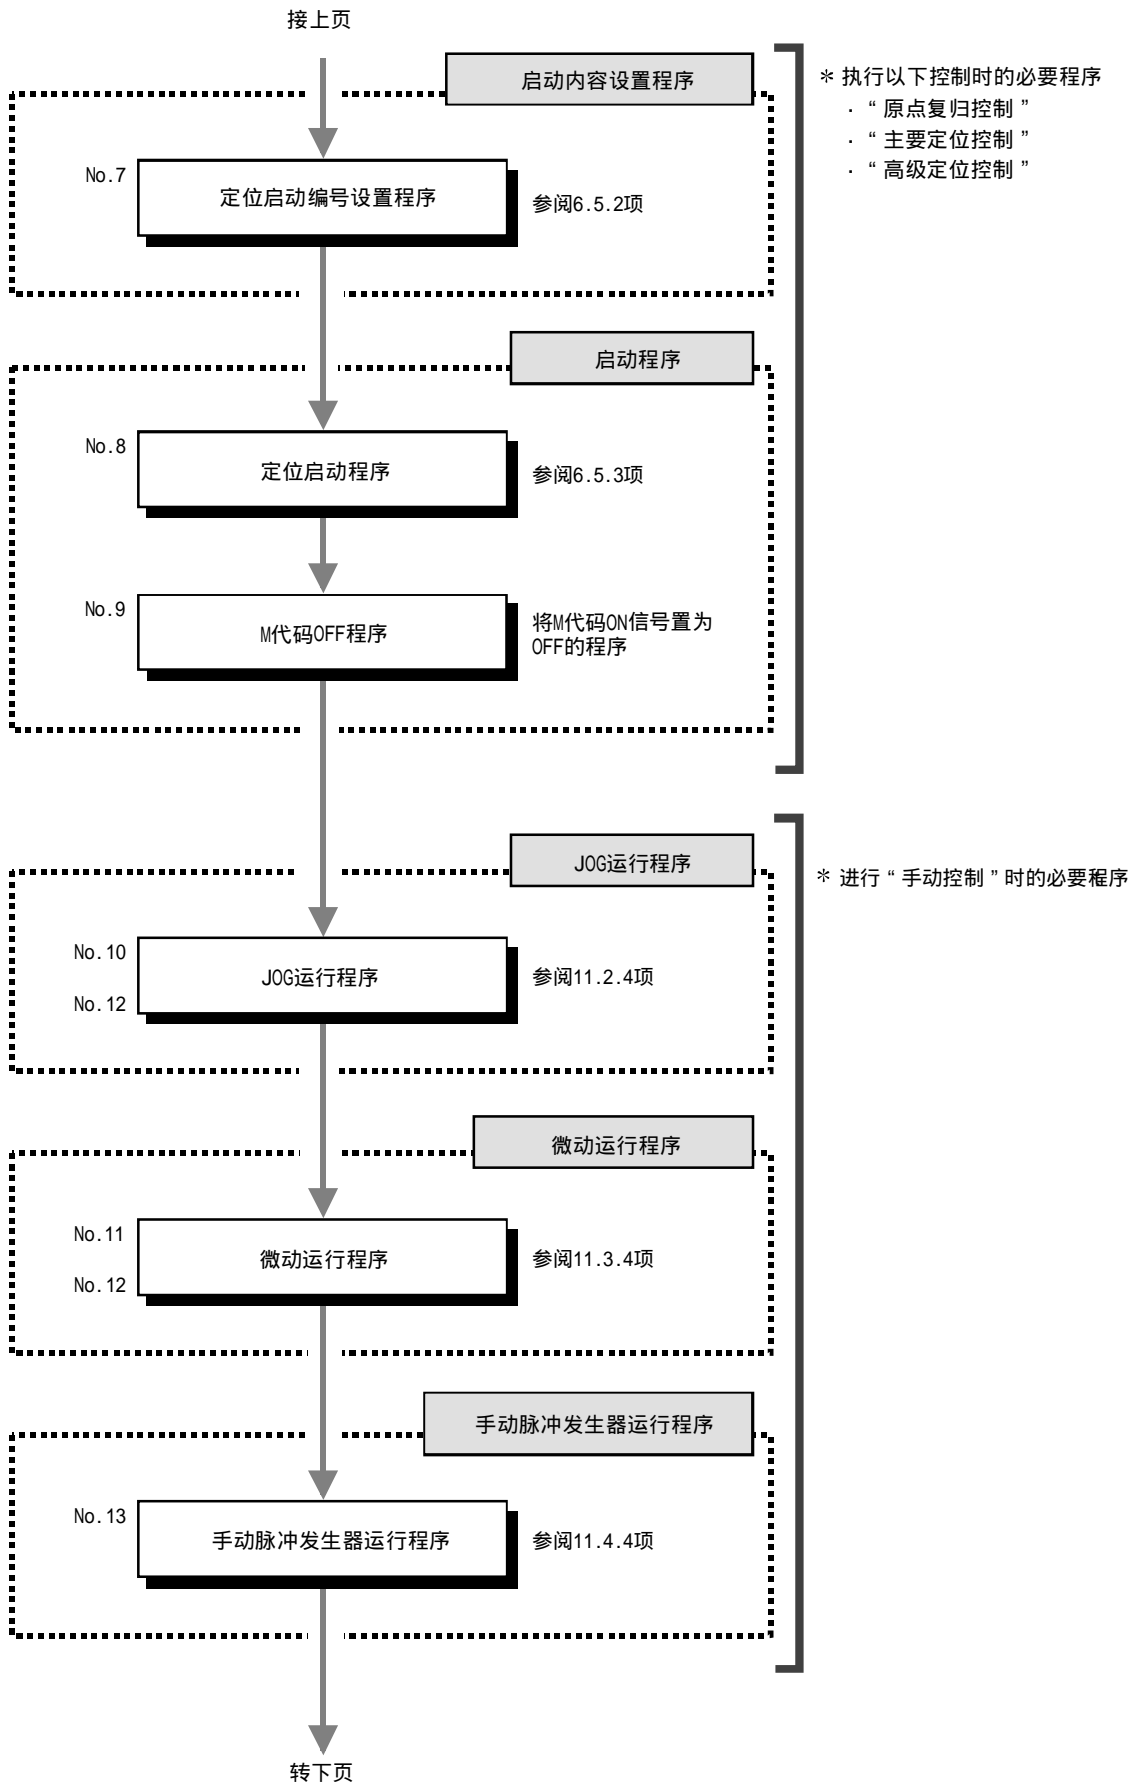 接上页
启动内容设置程序
＊ 执行以下控制时的必要程序
· “ 原点复归控制 ”
· “ 主要定位控制 ”
· “ 高级定位控制 ”
No.7
定位启动编号设置程序
参阅6.5.2项
启动程序
No.8
定位启动程序
参阅6.5.3项
No.9
M代码OFF程序
将M代码ON信号置为
OFF的程序
JOG运行程序
＊ 进行 “ 手动控制 ” 时的必要程序
No.10
No.12
JOG运行程序
参阅11.2.4项
微动运行程序
No.11
No.12
微动运行程序
参阅11.3.4项
手动脉冲发生器运行程序
No.13
手动脉冲发生器运行程序
参阅11.4.4项
转下页